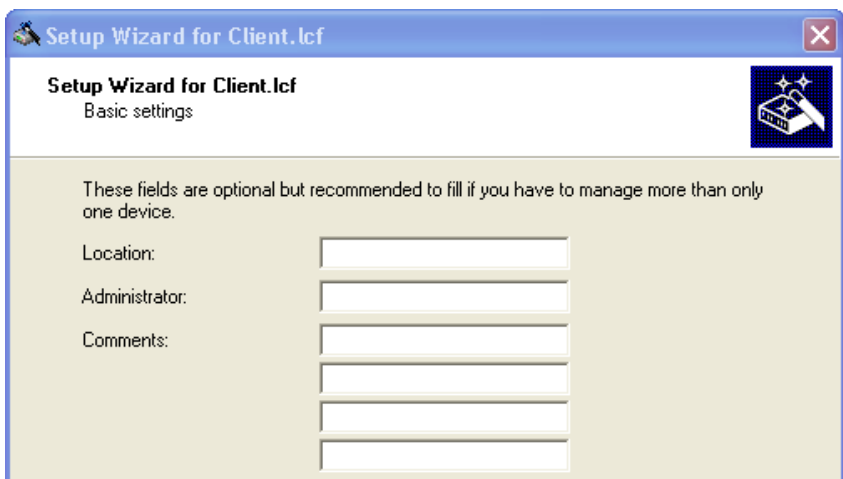 Setup Wizard for Client.lcf
Setup Wizard for Client.lcf
Basic settings
These fields are optional but recommended to fill if you have to manage more than only
one device.
Location:
Administrator:
Comments: